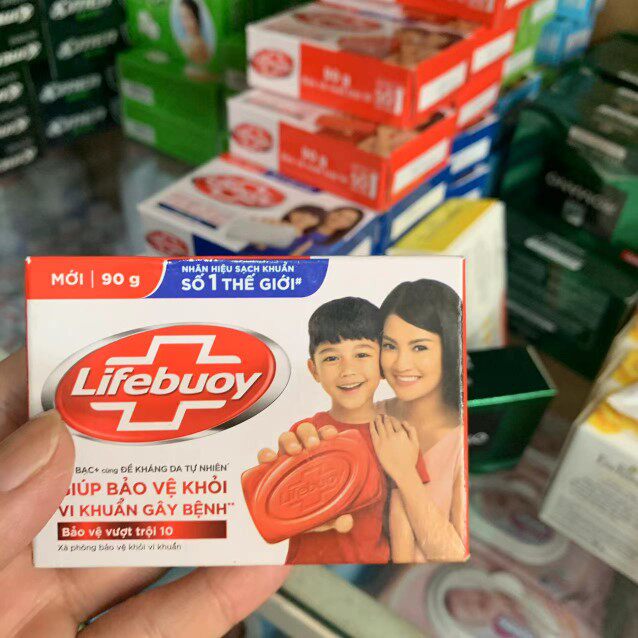 MỚI | 90 g
NHÃN HIỆU SẠCH KHUẨN
SỐ 1 THẾ GIỚI#
Lifebuoy
BẠC+ cùng ĐỀ KHÁNG DA TỰ NHIÊN*
GIÚP BẢO VỆ KHỎI
VI KHUẨN GÂY BỆNH**
Bảo vệ vượt trội 10
Xà phòng bảo vệ khỏi vi khuẩn
Lifebuoy
90 g
90 g